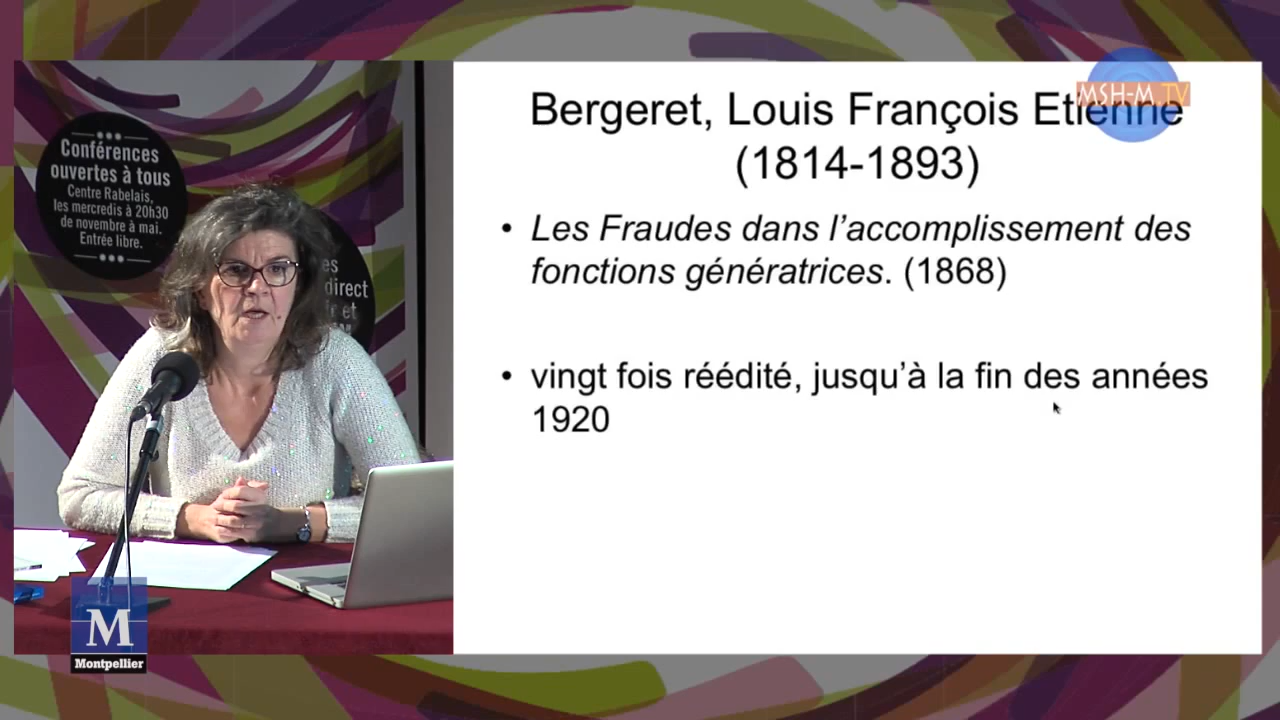 Conférences
ouvertes à tous
Centre Rabelais,
les mercredis à 20h30
de novembre à mai.
Entrée libre.
direct
M
Montpellier
MSH-M.TV
Bergeret, Louis François Etienne
(1814-1893)
• Les Fraudes dans l’accomplissement des
fonctions génératrices. (1868)
• vingt fois réédité, jusqu’à la fin des années
1920